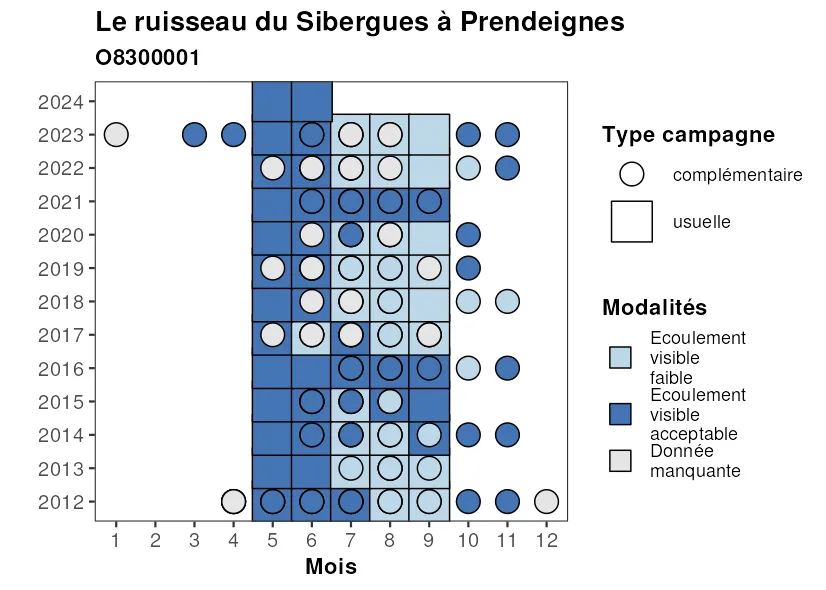 Le ruisseau du Sibergues à Prendeignes
O8300001
2024
2023
2022
2021
2020
2019
2018
2017
2016
2015
2014
2013
2012
1 2 3 4 5 6 7 8 9 10 11 12
Mois
Type campagne
complémentaire
usuelle
Modalités
Ecoulement
visible
faible
Ecoulement
visible
acceptable
Donnée
manquante